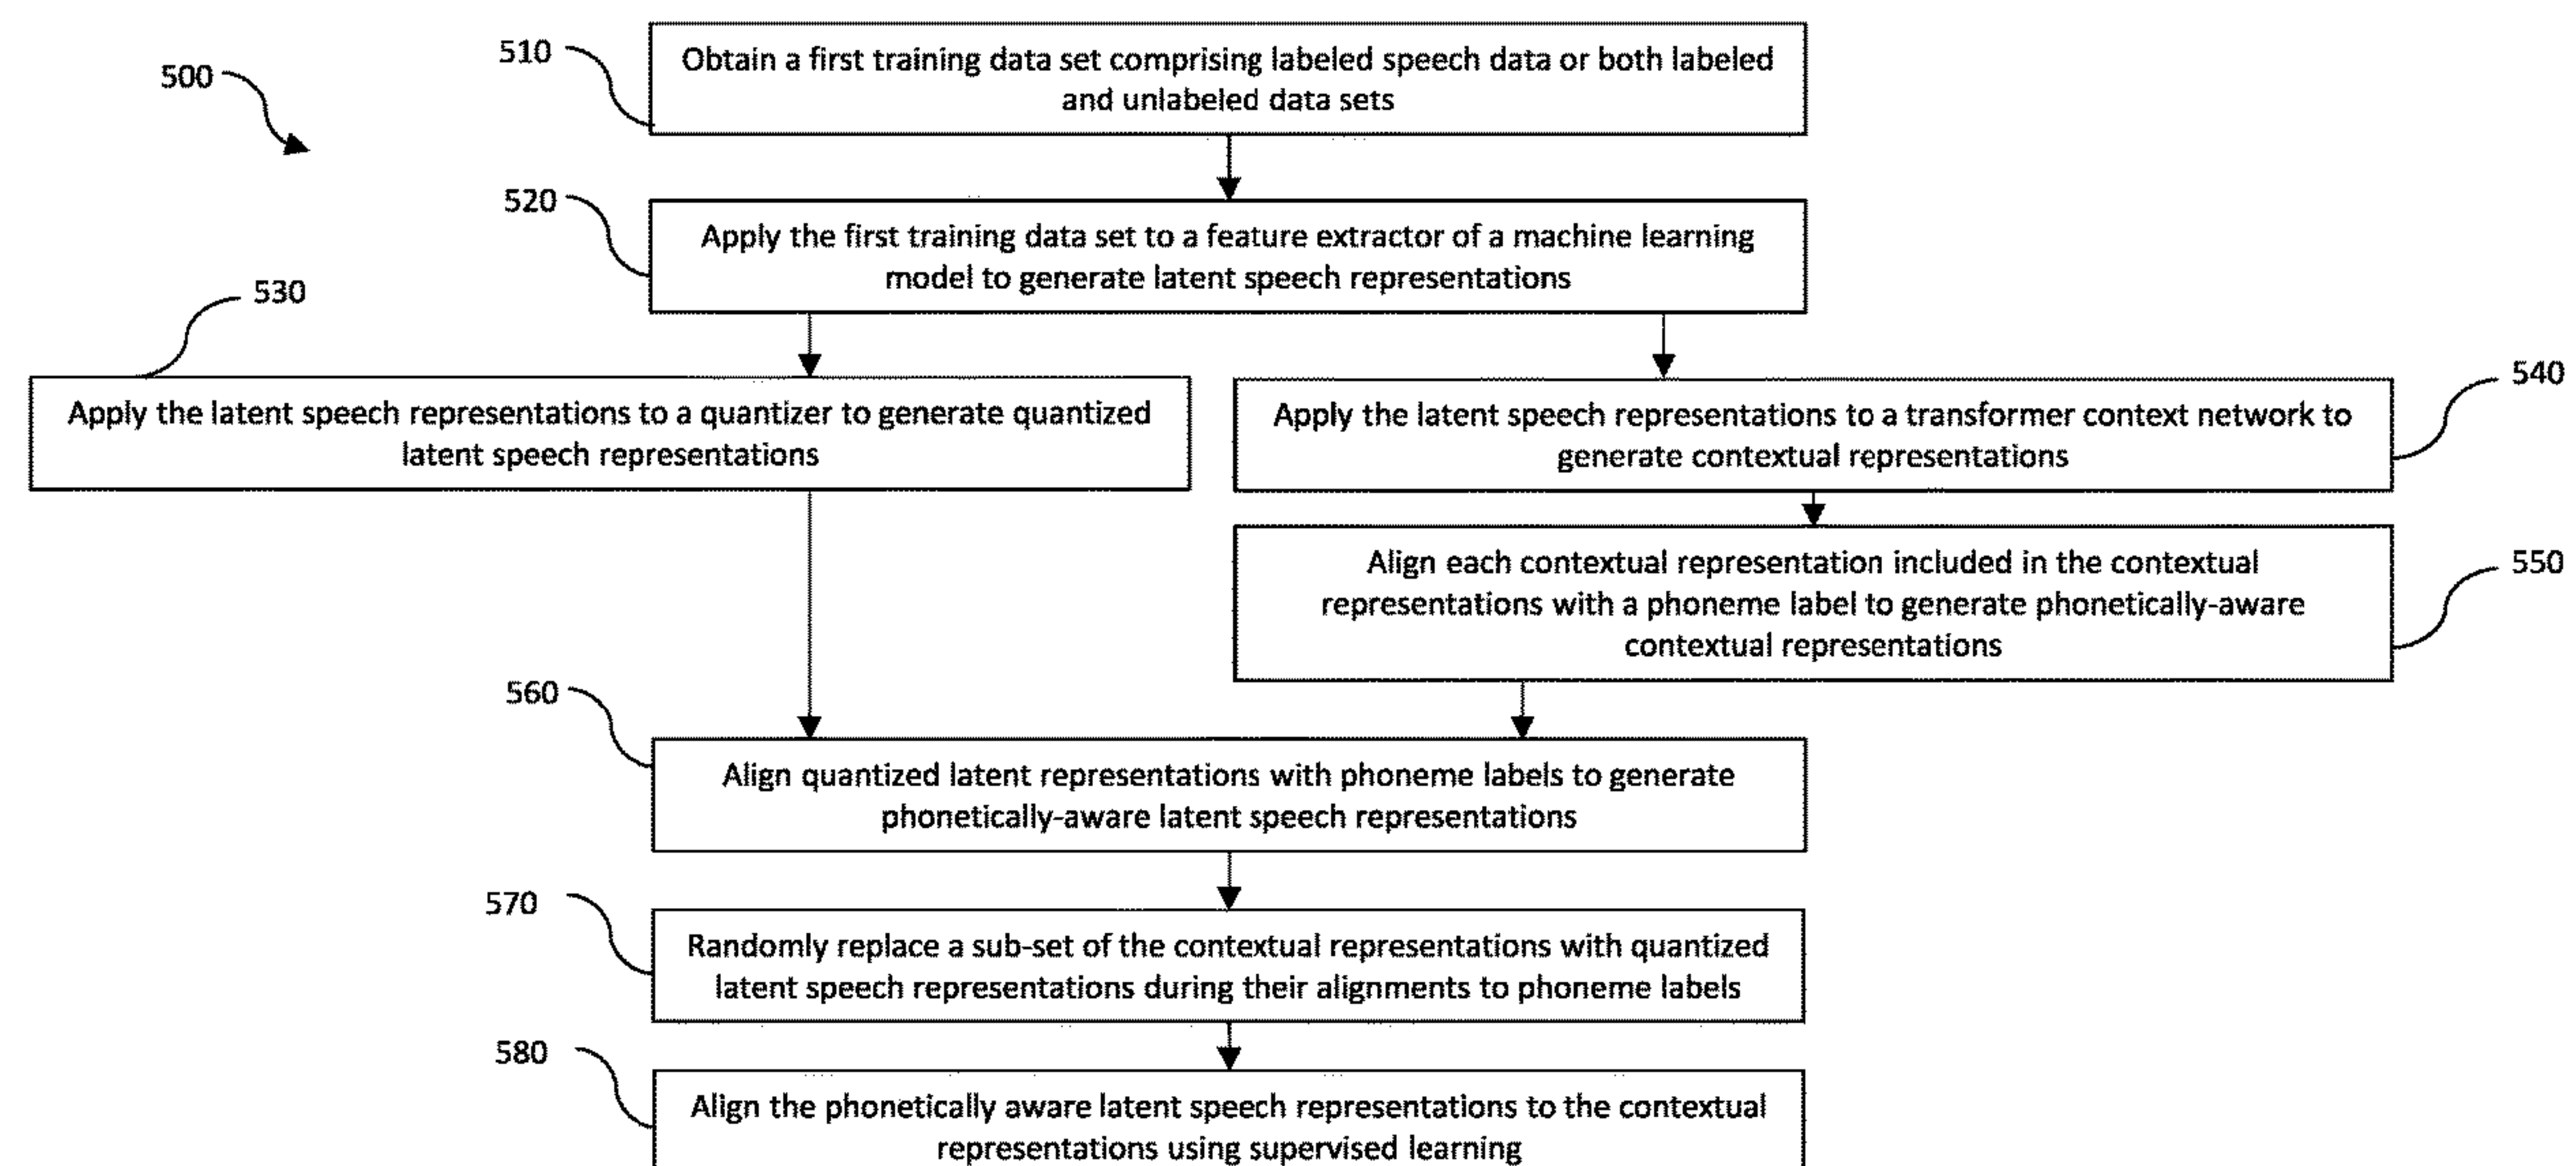 500
510
Obtain a first training data set comprising labeled speech data or both labeled
and unlabeled data sets
520
Apply the first training data set to a feature extractor of a machine learning
model to generate latent speech representations
530
Apply the latent speech representations to a quantizer to generate quantized
latent speech representations
540
Apply the latent speech representations to a transformer context network to
generate contextual representations
550
Align each contextual representation included in the contextual
representations with a phoneme label to generate phonetically-aware
contextual representations
560
Align quantized latent representations with phoneme labels to generate
phonetically-aware latent speech representations
570
Randomly replace a sub-set of the contextual representations with quantized
latent speech representations during their alignments to phoneme labels
580
Align the phonetically aware latent speech representations to the contextual
representations using supervised learning